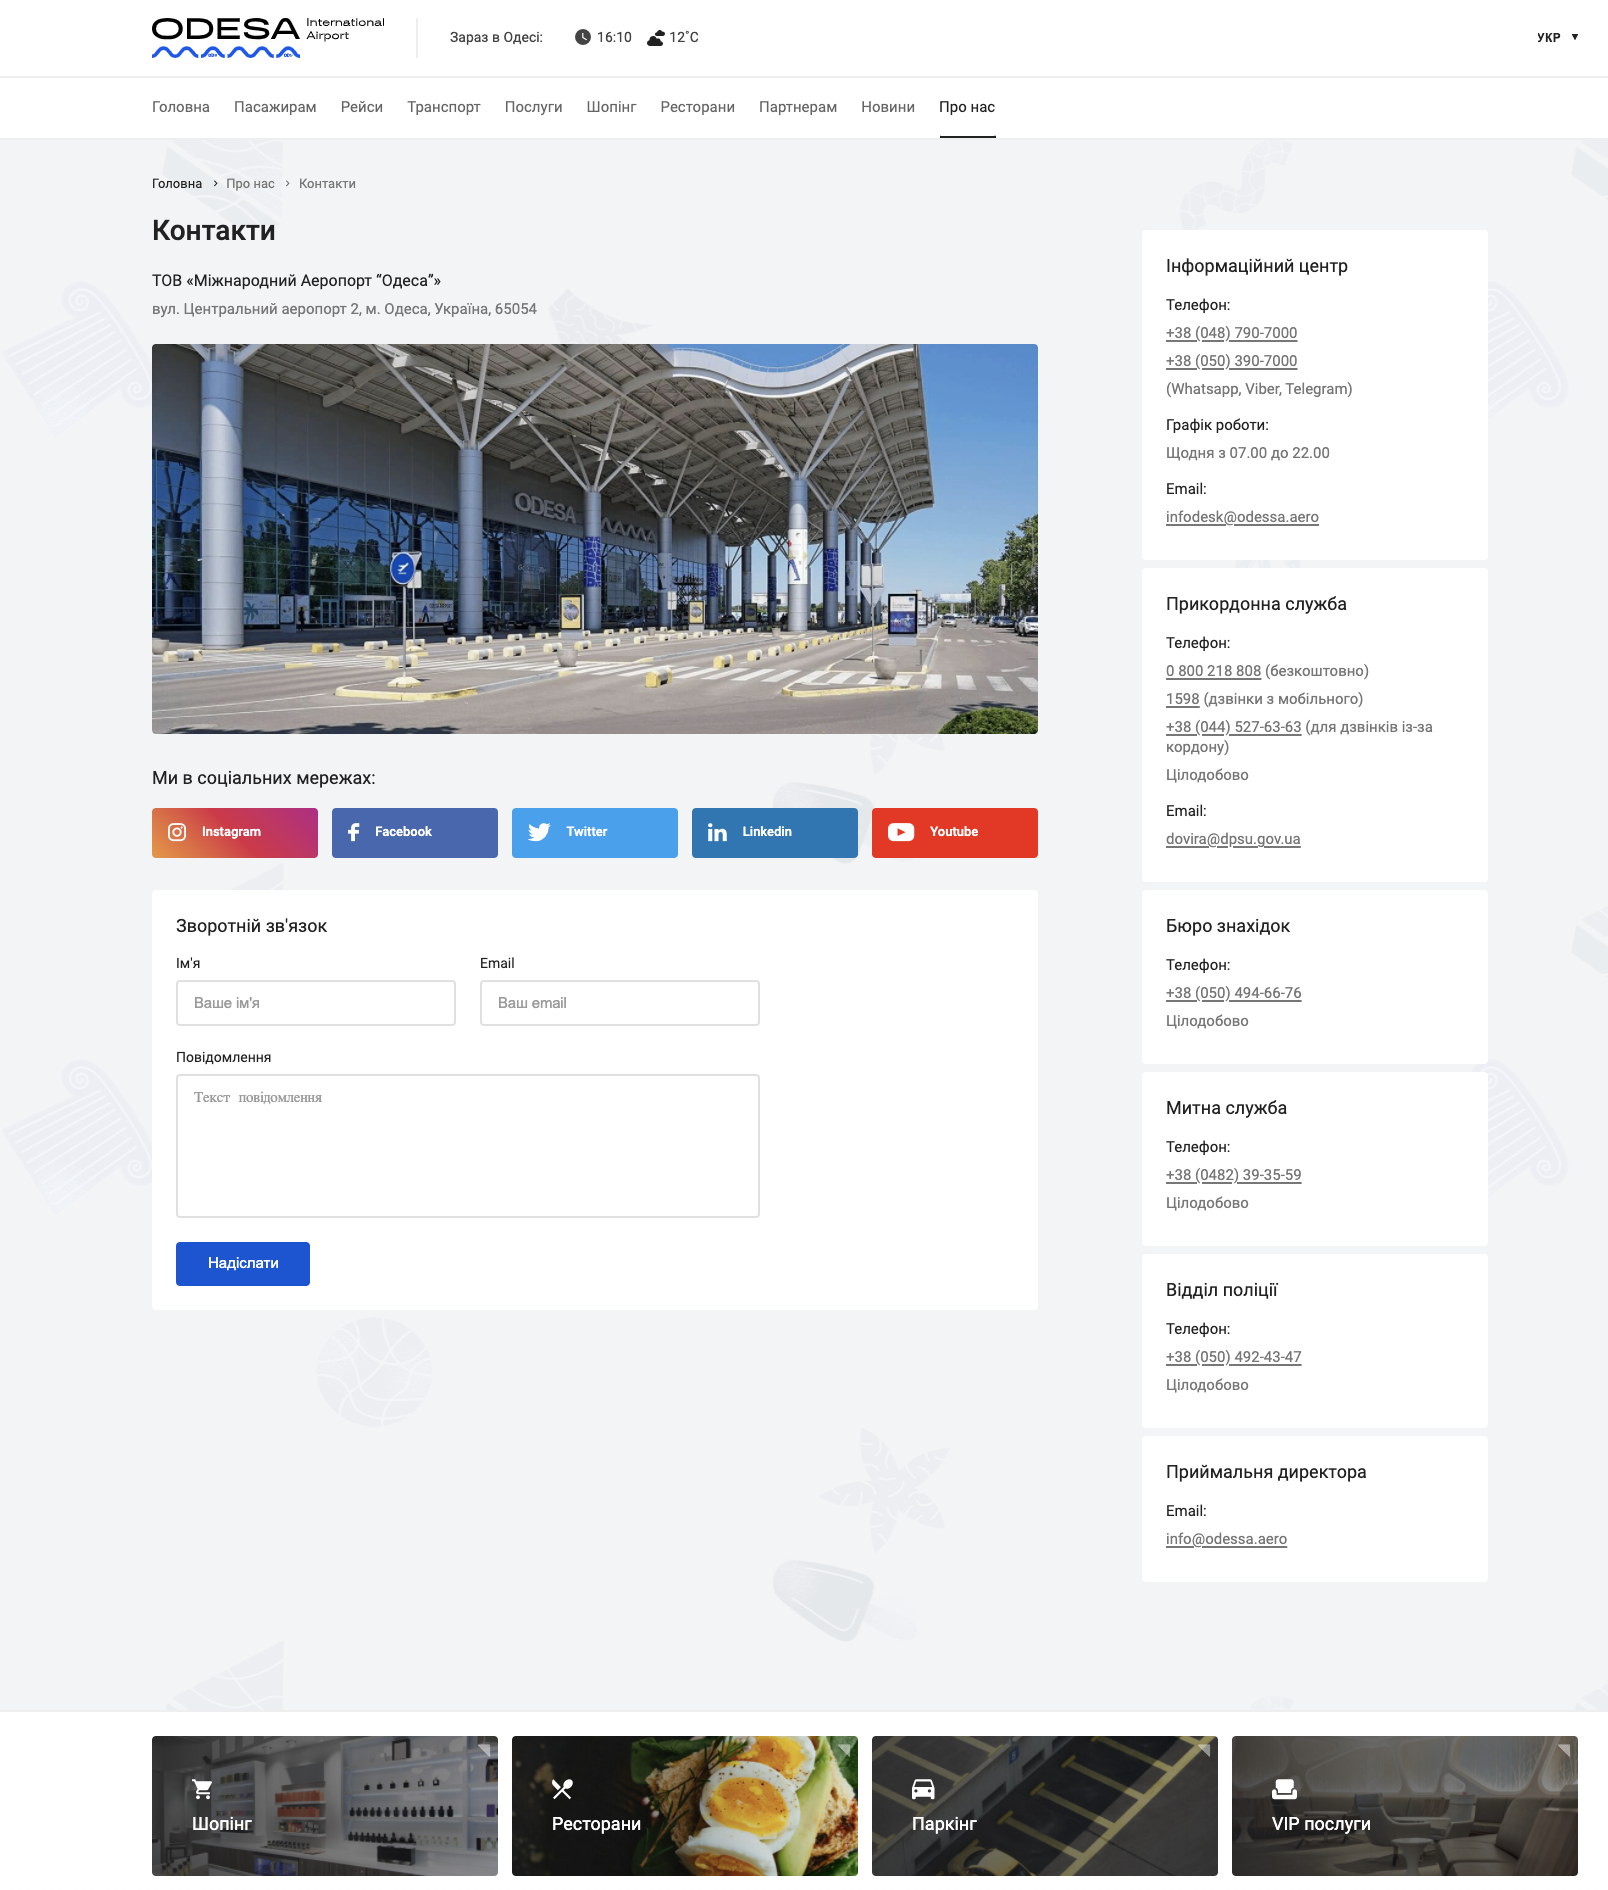 ODESA International
Airport
Зараз в Одесі: 16:10 12˚C
УКР ▼
Головна Пасажирам Рейси Транспорт Послуги Шопінг Ресторани Партнерам Новини Про нас
Головна › Про нас › Контакти
Контакти
ТОВ «Міжнародний Аеропорт “Одеса”»
вул. Центральний аеропорт 2, м. Одеса, Україна, 65054
ODESA
Ми в соціальних мережах:
Instagram Facebook Twitter Linkedin Youtube
Зворотній зв'язок
Ім'я Email
Ваше ім'я Ваш email
Повідомлення
Текст повідомлення
Надіслати
Інформаційний центр
Телефон:
+38 (048) 790-7000
+38 (050) 390-7000
(Whatsapp, Viber, Telegram)
Графік роботи:
Щодня з 07.00 до 22.00
Email:
infodesk@odessa.aero
Прикордонна служба
Телефон:
0 800 218 808 (безкоштовно)
1598 (дзвінки з мобільного)
+38 (044) 527-63-63 (для дзвінків із-за
кордону)
Цілодобово
Email:
dovira@dpsu.gov.ua
Бюро знахідок
Телефон:
+38 (050) 494-66-76
Цілодобово
Митна служба
Телефон:
+38 (0482) 39-35-59
Цілодобово
Відділ поліції
Телефон:
+38 (050) 492-43-47
Цілодобово
Приймальня директора
Email:
info@odessa.aero
Шопінг Ресторани Паркінг VIP послуги